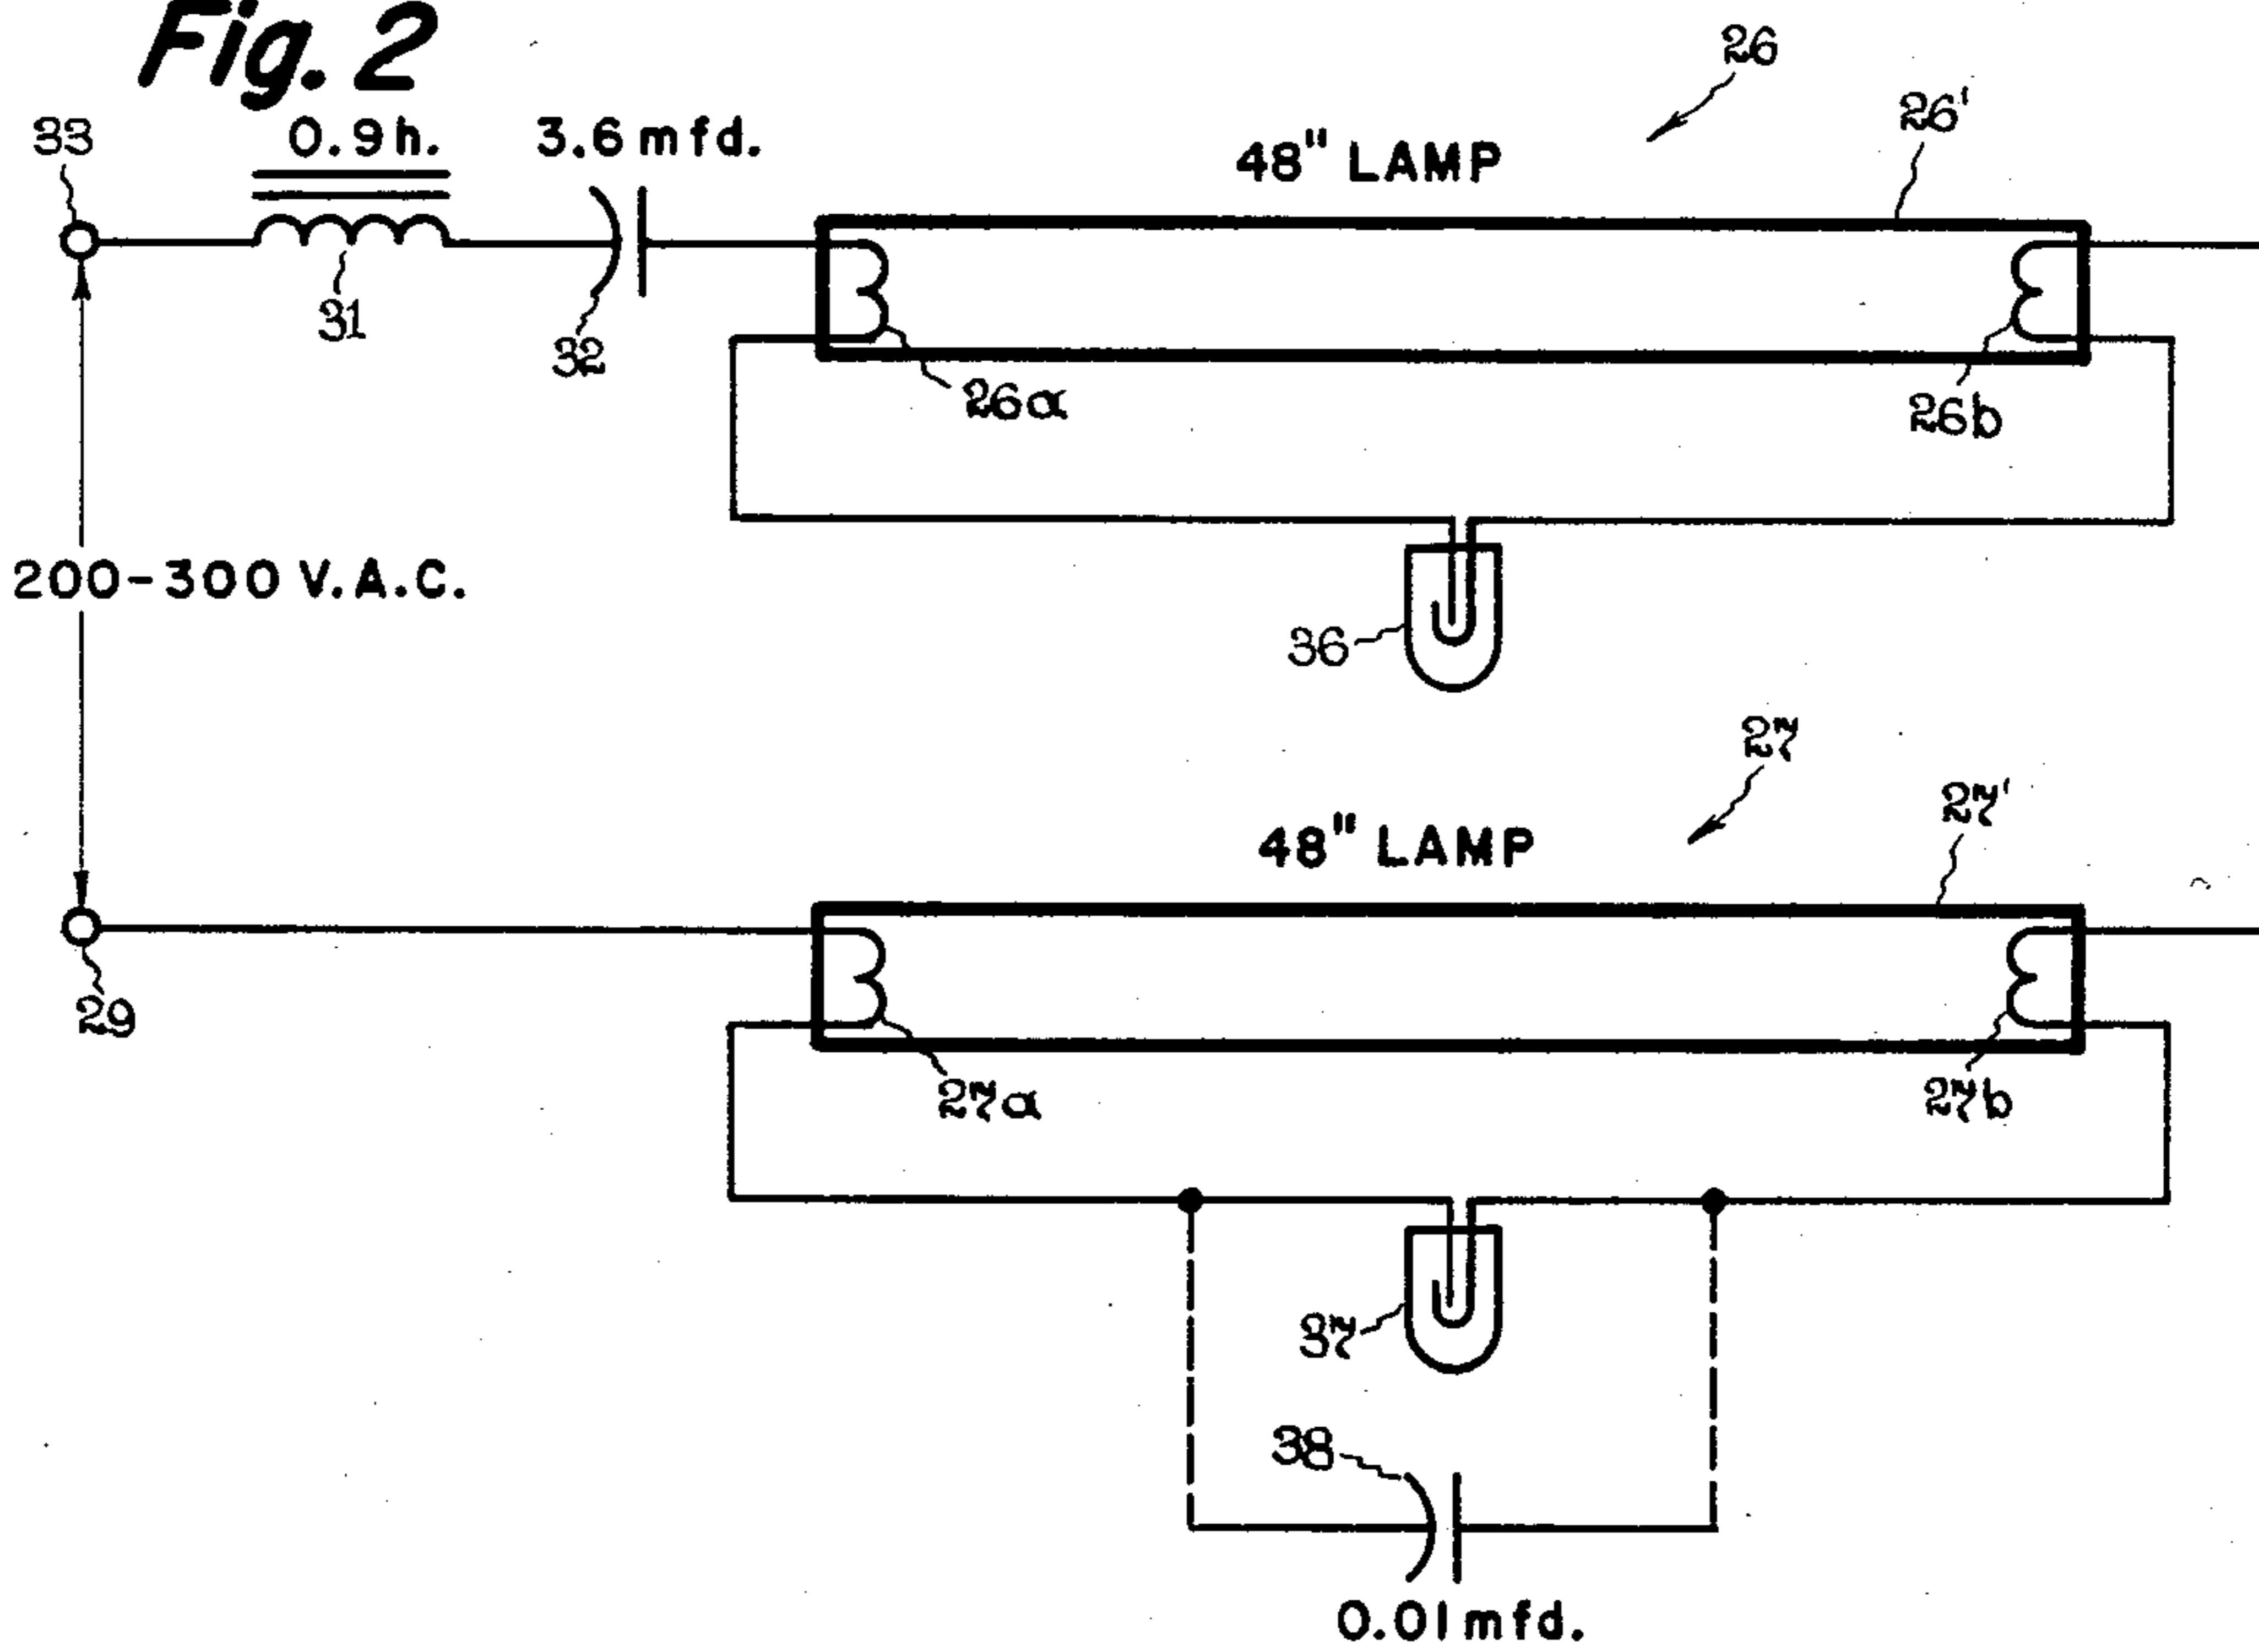 Fig. 2
33
0.9 h.
3.6 mfd.
26
26'
48" LAMP
31
32
26a
26b
200-300 V.A.C.
36
27
27'
48" LAMP
29
27a
27b
37
38
0.01 mfd.